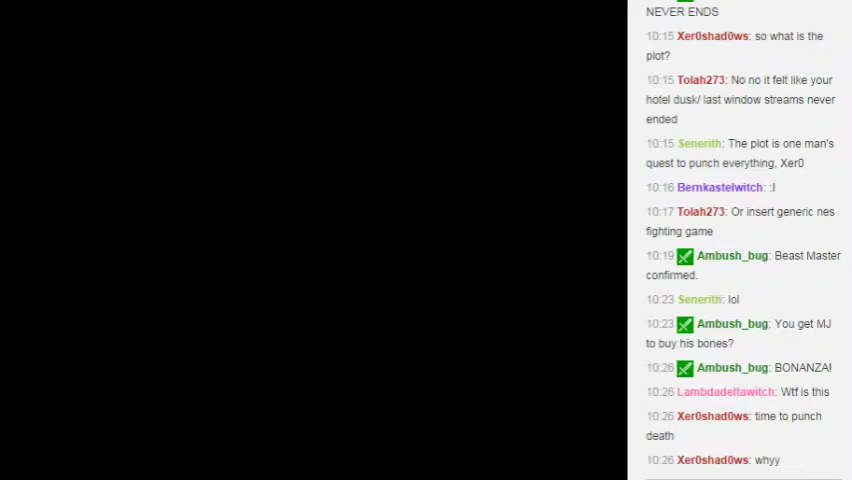 NEVER ENDS
10:15 Xer0shad0ws: so what is the
plot?
10:15 Tolah273: No no it felt like your
hotel dusk/ last window streams never
ended
10:15 Senerith: The plot is one man's
quest to punch everything, Xer0
10:16 Bernkastelwitch: :I
10:17 Tolah273: Or insert generic nes
fighting game
10:19 Ambush_bug: Beast Master
confirmed.
10:23 Senerith: lol
10:23 Ambush_bug: You get MJ
to buy his bones?
10:26 Ambush_bug: BONANZA!
10:26 Lambdadeltawitch: Wtf is this
10:26 Xer0shad0ws: time to punch
death
10:26 Xer0shad0ws: whyy